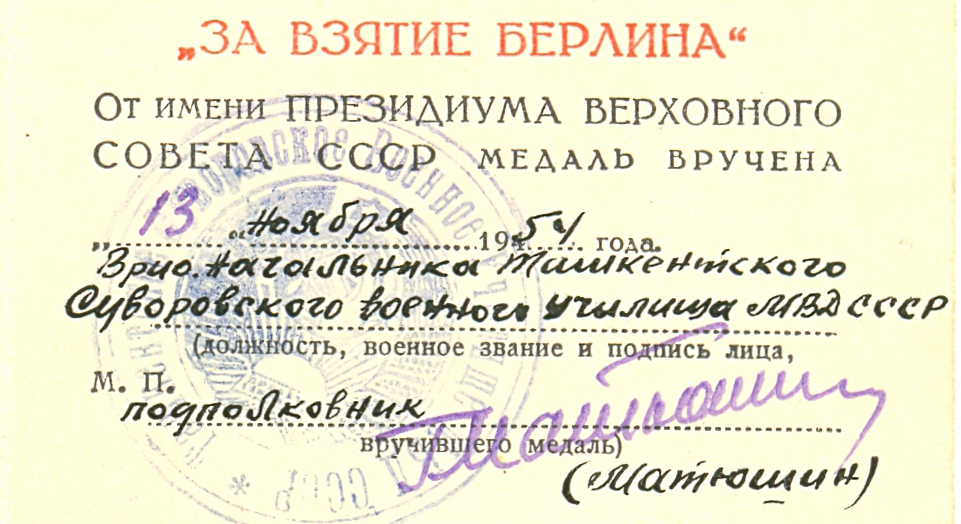 „ЗА ВЗЯТИЕ БЕРЛИНА“
От имени ПРЕЗИДИУМА ВЕРХОВНОГО
СОВЕТА СССР МЕДАЛЬ ВРУЧЕНА
„13„ ноября 1954 года.
Врио. Начальника Ташкентского
Суворовского военного училища МВД СССР
(должность, военное звание и подпись лица,
М. П.
подполковник
вручившего медаль)
(Матюшин)